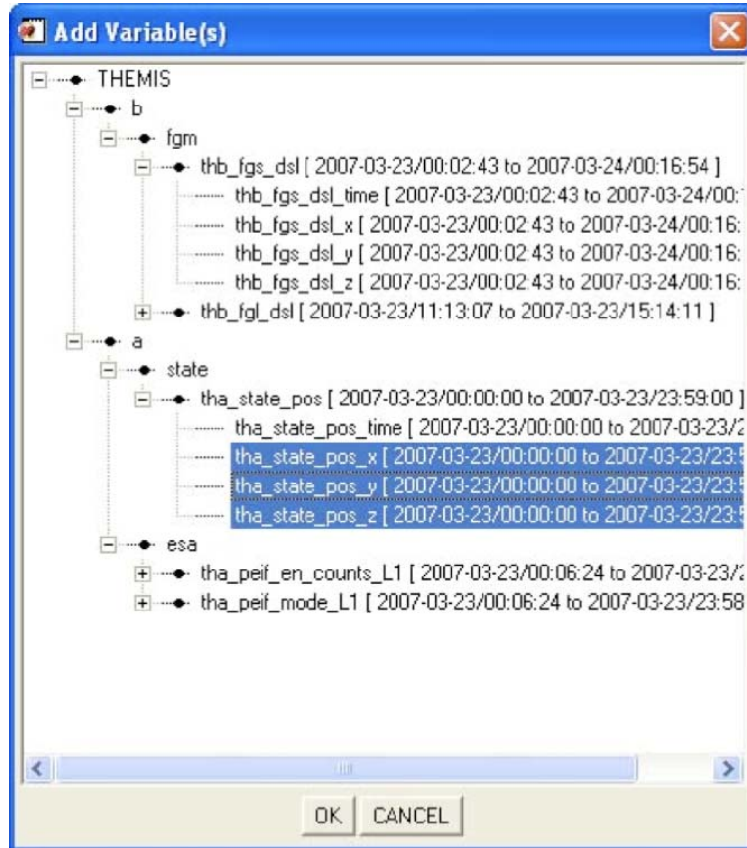 Add Variable(s)
THEMIS
b
fgm
thb_fgs_dsl [ 2007-03-23/00:02:43 to 2007-03-24/00:16:54 ]
thb_fgs_dsl_time [ 2007-03-23/00:02:43 to 2007-03-24/00:
thb_fgs_dsl_x [ 2007-03-23/00:02:43 to 2007-03-24/00:16:
thb_fgs_dsl_y [ 2007-03-23/00:02:43 to 2007-03-24/00:16:
thb_fgs_dsl_z [ 2007-03-23/00:02:43 to 2007-03-24/00:16:
thb_fgl_dsl [ 2007-03-23/11:13:07 to 2007-03-23/15:14:11 ]
a
state
tha_state_pos [ 2007-03-23/00:00:00 to 2007-03-23/23:59:00 ]
tha_state_pos_time [ 2007-03-23/00:00:00 to 2007-03-23/2
tha_state_pos_x [ 2007-03-23/00:00:00 to 2007-03-23/23:5
tha_state_pos_y [ 2007-03-23/00:00:00 to 2007-03-23/23:5
tha_state_pos_z [ 2007-03-23/00:00:00 to 2007-03-23/23:5
esa
tha_peif_en_counts_L1 [ 2007-03-23/00:06:24 to 2007-03-23/2
tha_peif_mode_L1 [ 2007-03-23/00:06:24 to 2007-03-23/23:58
OK CANCEL